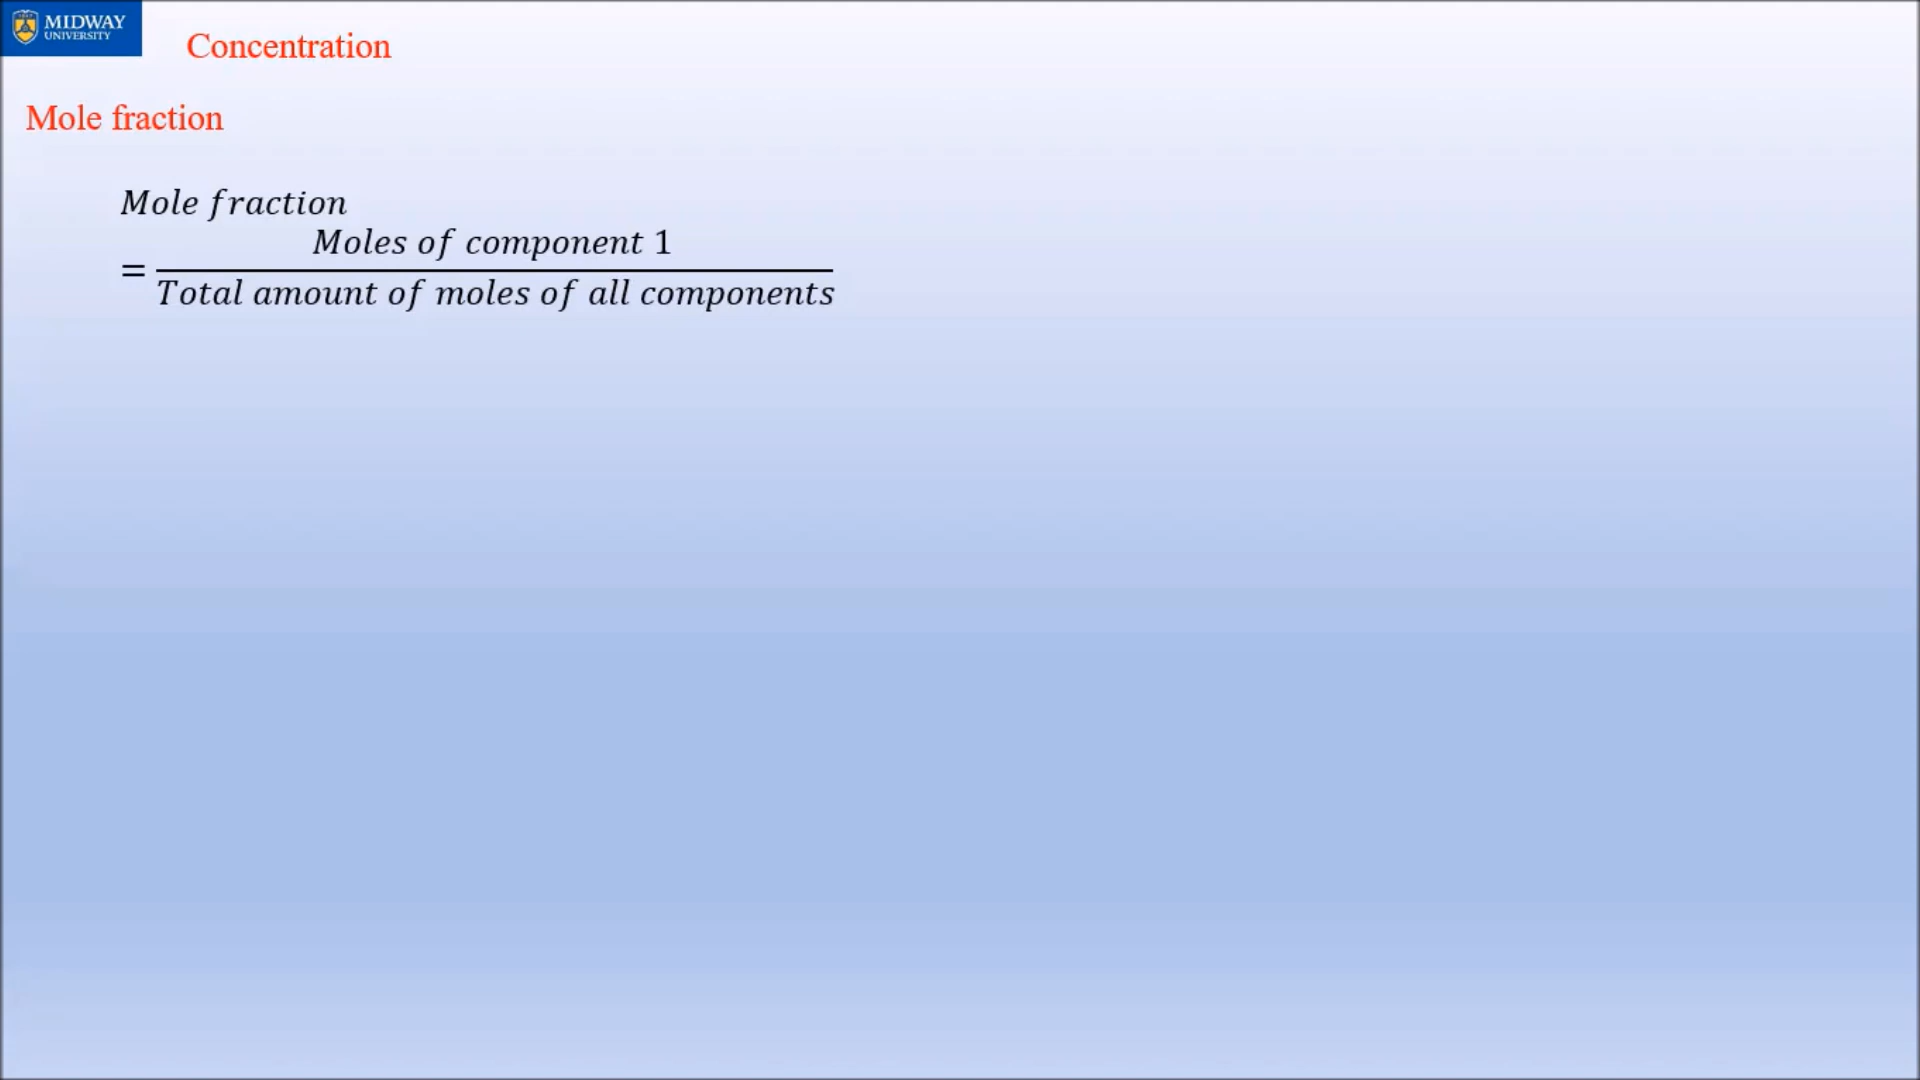 MIDWAY
UNIVERSITY
Concentration
Mole fraction
Mole fraction
= Moles of component 1
Total amount of moles of all components